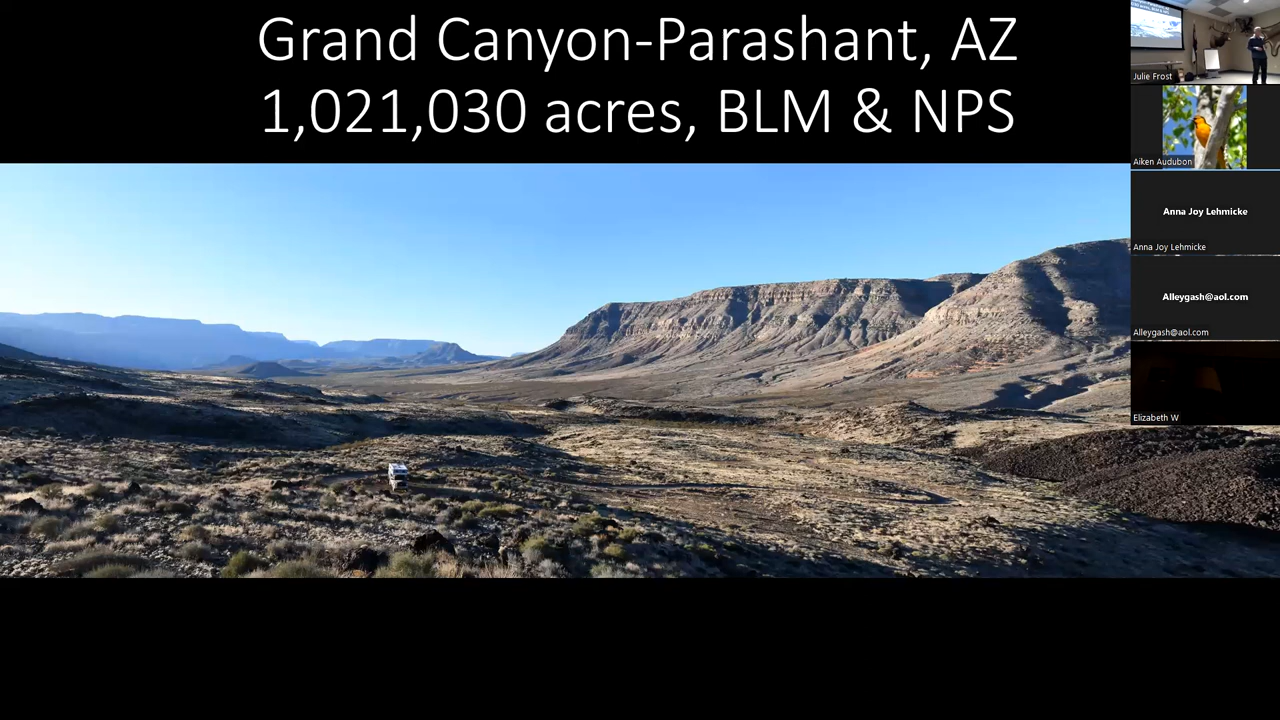 Grand Canyon-Parashant, AZ
1,021,030 acres, BLM & NPS
Julie Frost
Aiken Audubon
Anna Joy Lehmicke
Anna Joy Lehmicke
Alleygash@aol.com
Alleygash@aol.com
Elizabeth W